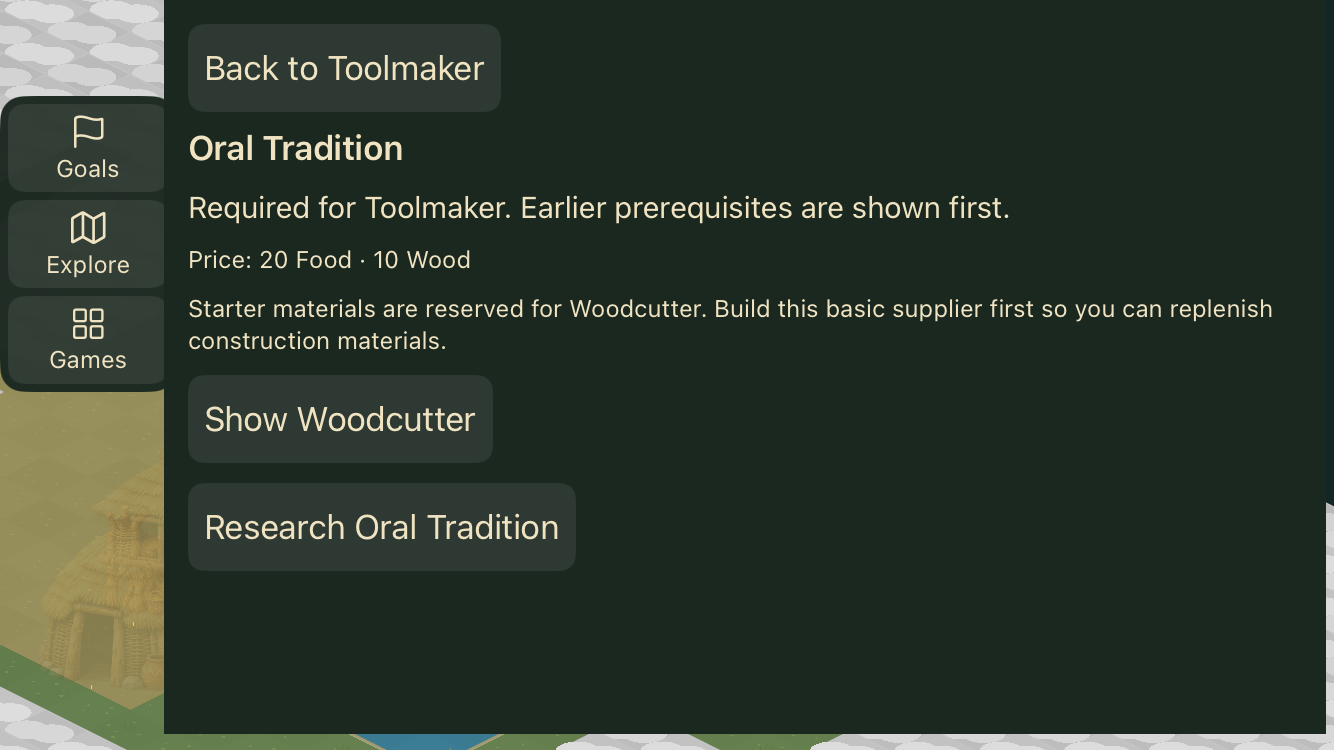 Back to Toolmaker
Oral Tradition
Required for Toolmaker. Earlier prerequisites are shown first.
Price: 20 Food · 10 Wood
Starter materials are reserved for Woodcutter. Build this basic supplier first so you can replenish
construction materials.
Show Woodcutter
Research Oral Tradition
Goals
Explore
Games